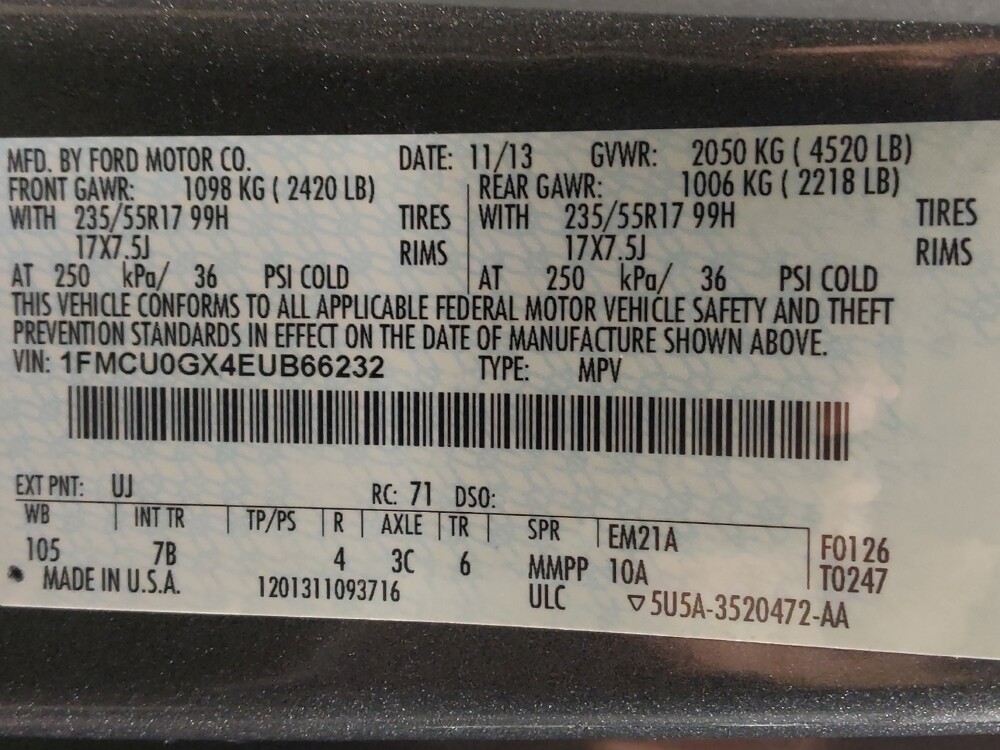 MFD. BY FORD MOTOR CO. DATE: 11/13 GVWR: 2050 KG ( 4520 LB)
FRONT GAWR: 1098 KG ( 2420 LB) REAR GAWR: 1006 KG ( 2218 LB)
WITH 235/55R17 99H TIRES WITH 235/55R17 99H TIRES
17X7.5J RIMS 17X7.5J RIMS
AT 250 kPa/ 36 PSI COLD AT 250 kPa/ 36 PSI COLD
THIS VEHICLE CONFORMS TO ALL APPLICABLE FEDERAL MOTOR VEHICLE SAFETY AND THEFT
PREVENTION STANDARDS IN EFFECT ON THE DATE OF MANUFACTURE SHOWN ABOVE.
VIN: 1FMCU0GX4EUB66232 TYPE: MPV
EXT PNT: UJ RC: 71 DSO:
WB INT TR TP/PS R AXLE TR SPR EM21A F0126
105 7B 4 3C 6 MMPP 10A T0247
MADE IN U.S.A. 1201311093716 ULC ▽5U5A-3520472-AA